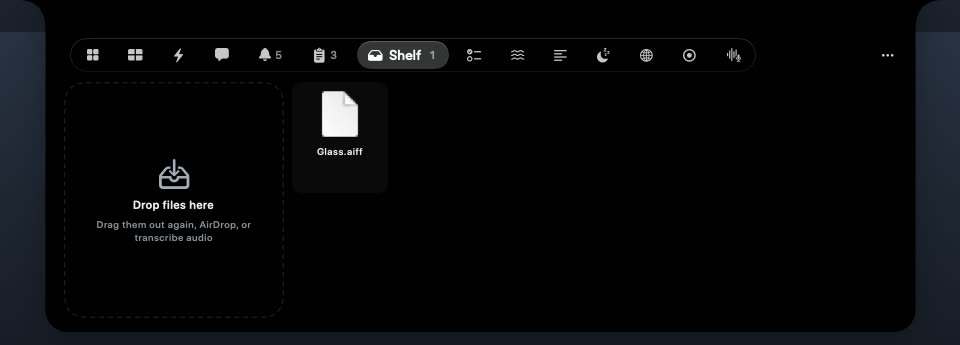 5
3
Shelf 1
Glass.aiff
Drop files here
Drag them out again, AirDrop, or
transcribe audio